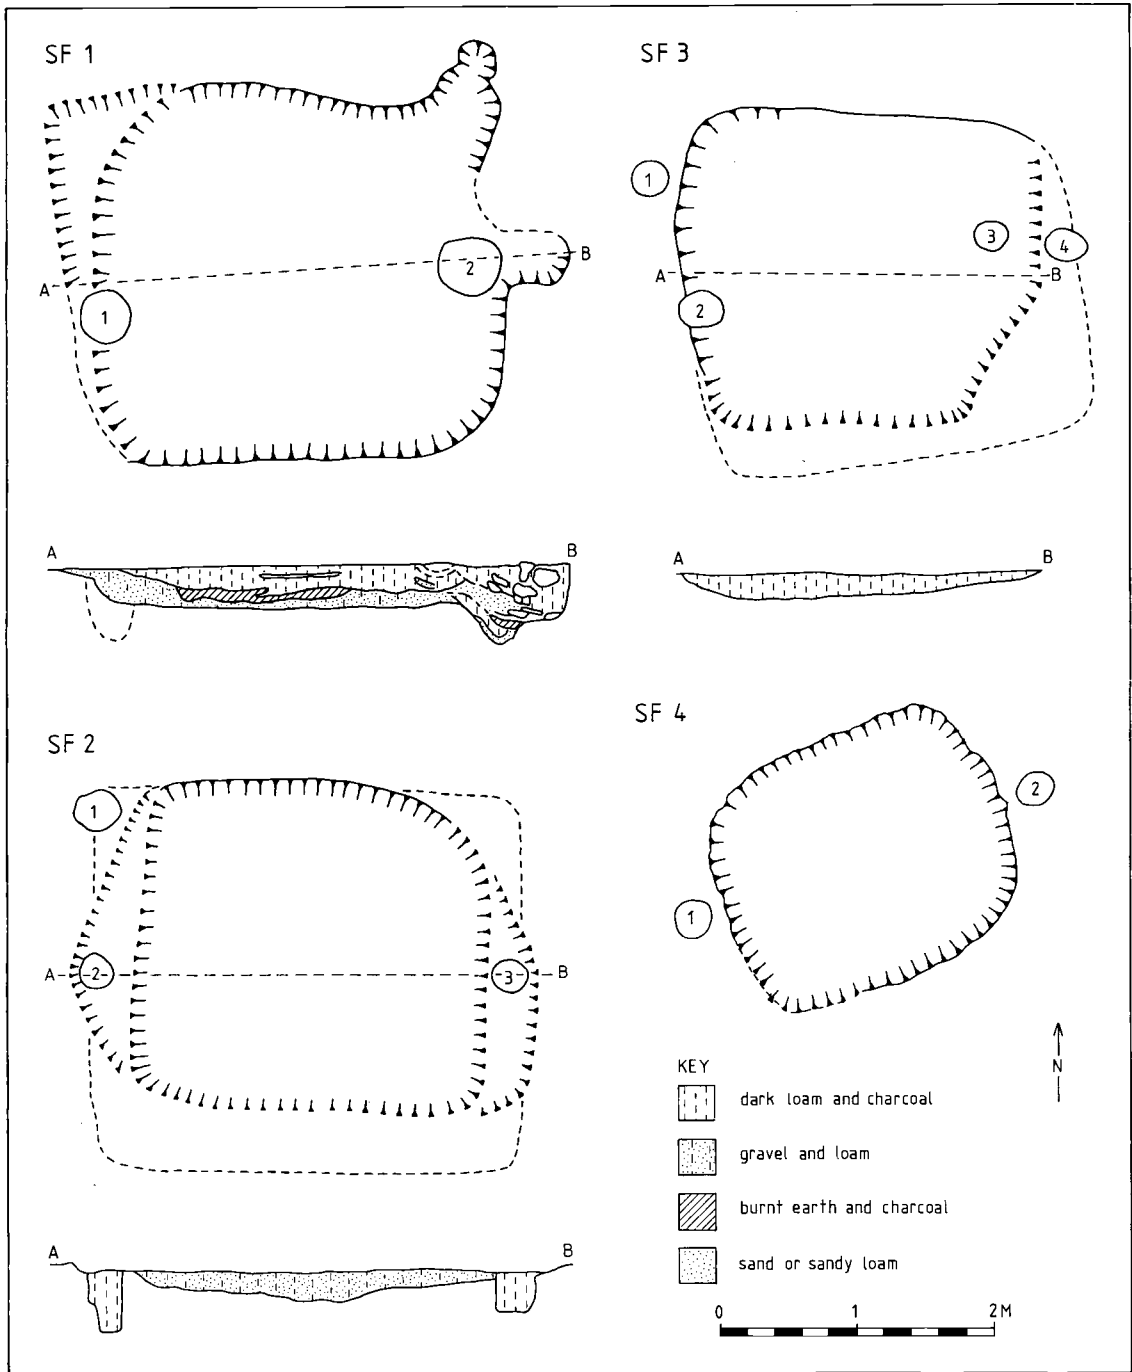 SF 1
A
B
1
2
A
B
SF 2
1
A
2
3
B
A
B
SF 3
1
2
3
4
A
B
A
B
SF 4
1
2
N
KEY
dark loam and charcoal
gravel and loam
burnt earth and charcoal
sand or sandy loam
0 1 2 M